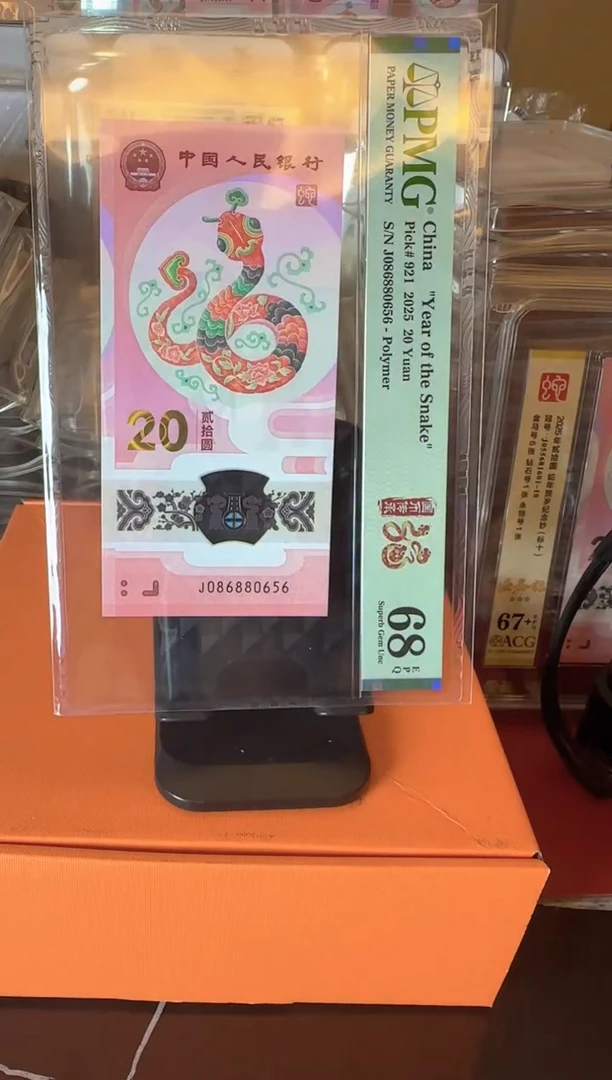 中国人民银行
蛇
20
贰拾圆
J086880656
PMG®
PAPER MONEY GUARANTY
China "Year of the Snake"
Pick# 921 2025 20 Yuan
S/N J086880656 - Polymer
68 EPQ
Superb Gem Unc
67+
ACG